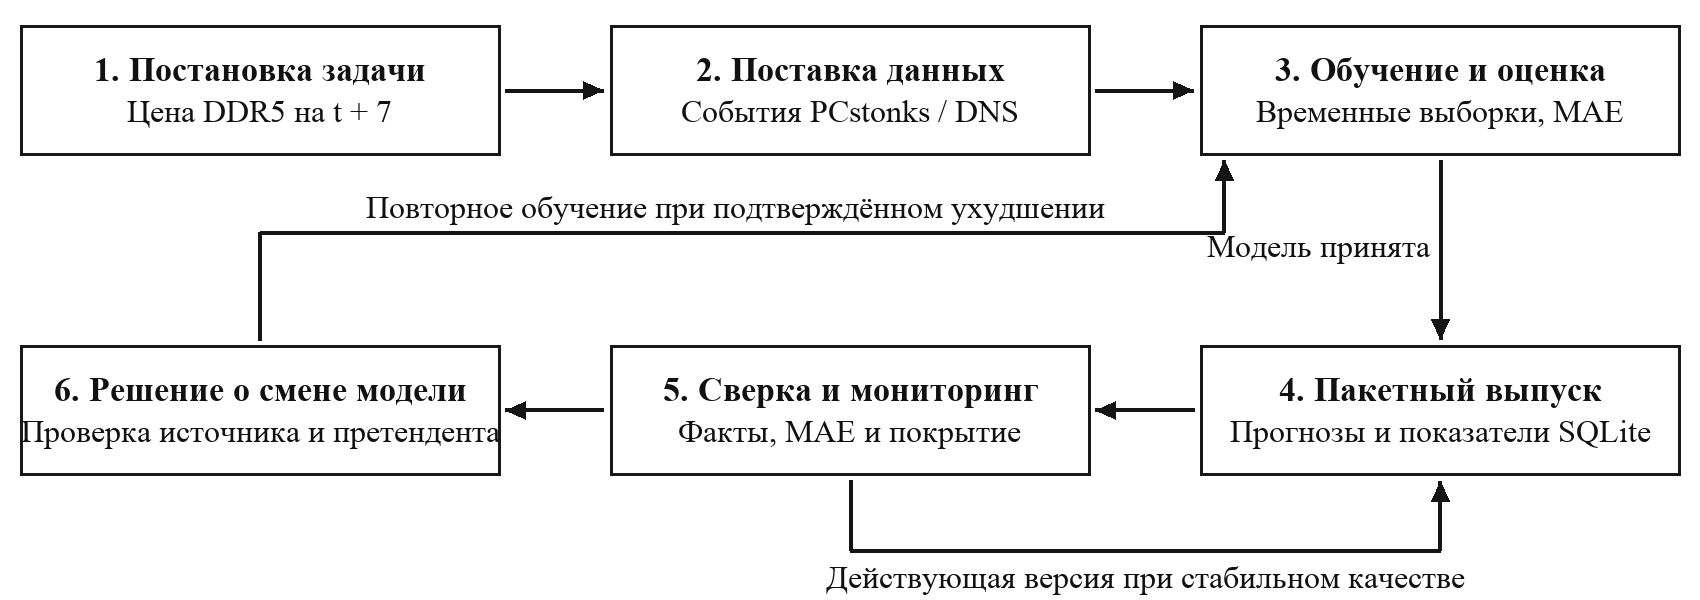 1. Постановка задачи
Цена DDR5 на t + 7
2. Поставка данных
События PCstonks / DNS
3. Обучение и оценка
Временные выборки, MAE
Повторное обучение при подтверждённом ухудшении
Модель принята
6. Решение о смене модели
Проверка источника и претендента
5. Сверка и мониторинг
Факты, MAE и покрытие
4. Пакетный выпуск
Прогнозы и показатели SQLite
Действующая версия при стабильном качестве